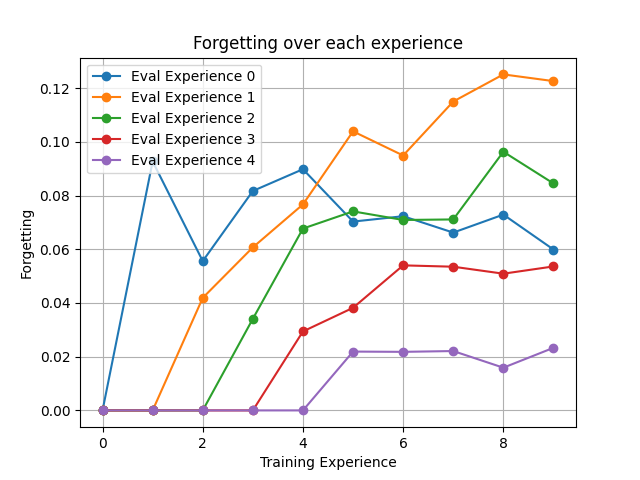 Forgetting over each experience
Eval Experience 0
Eval Experience 1
Eval Experience 2
Eval Experience 3
Eval Experience 4
0.12
0.10
0.08
0.06
0.04
0.02
0.00
Forgetting
0 2 4 6 8
Training Experience